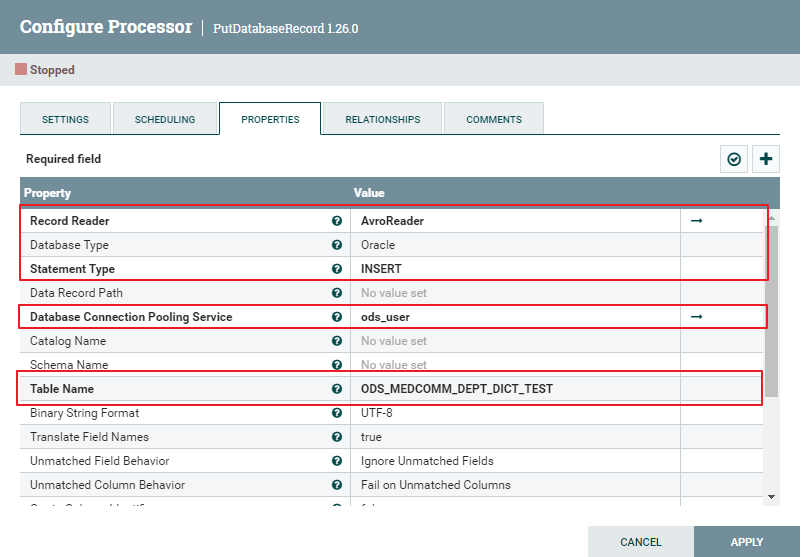 Configure Processor | PutDatabaseRecord 1.26.0
Stopped
SETTINGS SCHEDULING PROPERTIES RELATIONSHIPS COMMENTS
Required field
Property Value
Record Reader AvroReader
Database Type Oracle
Statement Type INSERT
Data Record Path No value set
Database Connection Pooling Service ods_user
Catalog Name No value set
Schema Name No value set
Table Name ODS_MEDCOMM_DEPT_DICT_TEST
Binary String Format UTF-8
Translate Field Names true
Unmatched Field Behavior Ignore Unmatched Fields
Unmatched Column Behavior Fail on Unmatched Columns
CANCEL APPLY